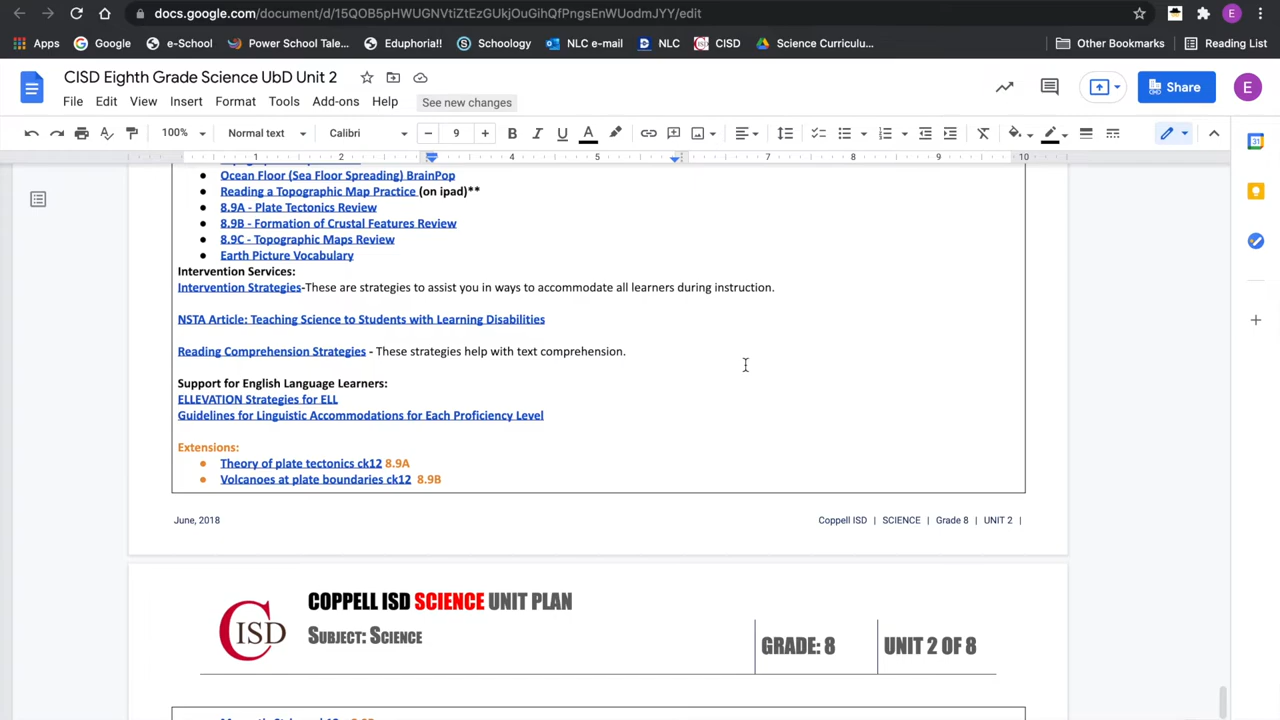 docs.google.com/document/d/15QOB5pHWUGNVtiZtEzGUkjOuGihQfPngsEnWUodmJYY/edit
E
Apps Google e-School Power School Tale... Eduphoria!! Schoology NLC e-mail NLC CISD Science Curriculu... Other Bookmarks Reading List
CISD Eighth Grade Science UbD Unit 2
Share
E
File Edit View Insert Format Tools Add-ons Help See new changes
100% Normal text Calibri 9 B I U A
1 2 4 5 7 8 9 10
31
Ocean Floor (Sea Floor Spreading) BrainPop
Reading a Topographic Map Practice (on ipad)**
8.9A - Plate Tectonics Review
8.9B - Formation of Crustal Features Review
8.9C - Topographic Maps Review
Earth Picture Vocabulary
Intervention Services:
Intervention Strategies-These are strategies to assist you in ways to accommodate all learners during instruction.
NSTA Article: Teaching Science to Students with Learning Disabilities
Reading Comprehension Strategies - These strategies help with text comprehension.
Support for English Language Learners:
ELLEVATION Strategies for ELL
Guidelines for Linguistic Accommodations for Each Proficiency Level
Extensions:
Theory of plate tectonics ck12 8.9A
Volcanoes at plate boundaries ck12 8.9B
June, 2018
Coppell ISD | SCIENCE | Grade 8 | UNIT 2 |
CISD
COPPELL ISD SCIENCE UNIT PLAN
SUBJECT: SCIENCE
GRADE: 8
UNIT 2 OF 8